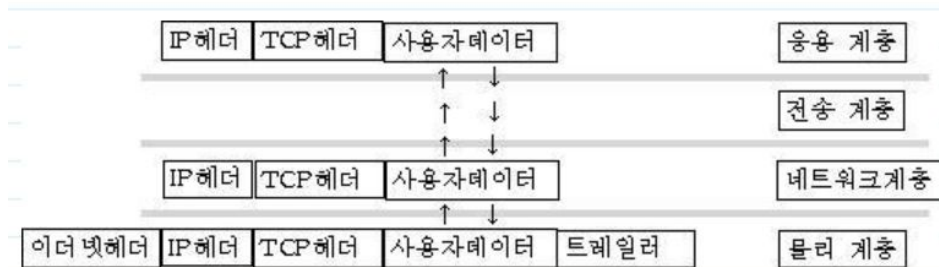 IP헤더 TCP헤더 사용자데이터 응용 계층
↑ ↓
↑ ↓ 전송 계층
↑ ↓
IP헤더 TCP헤더 사용자데이터 네트워크계층
↑ ↓
이더넷헤더 IP헤더 TCP헤더 사용자데이터 트레일러 물리 계층